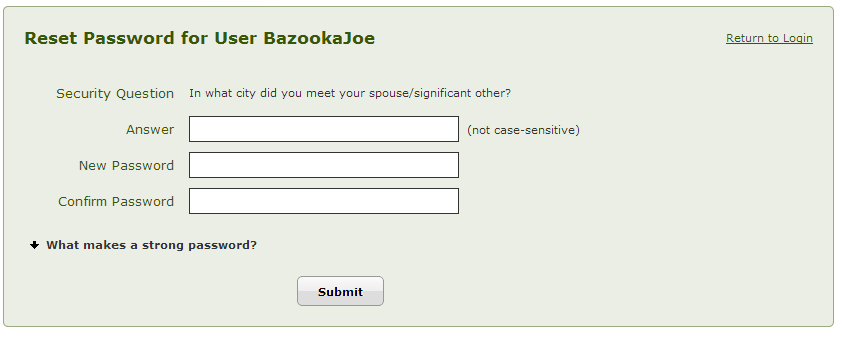 Reset Password for User BazookaJoe
Return to Login
Security Question In what city did you meet your spouse/significant other?
Answer (not case-sensitive)
New Password
Confirm Password
What makes a strong password?
Submit